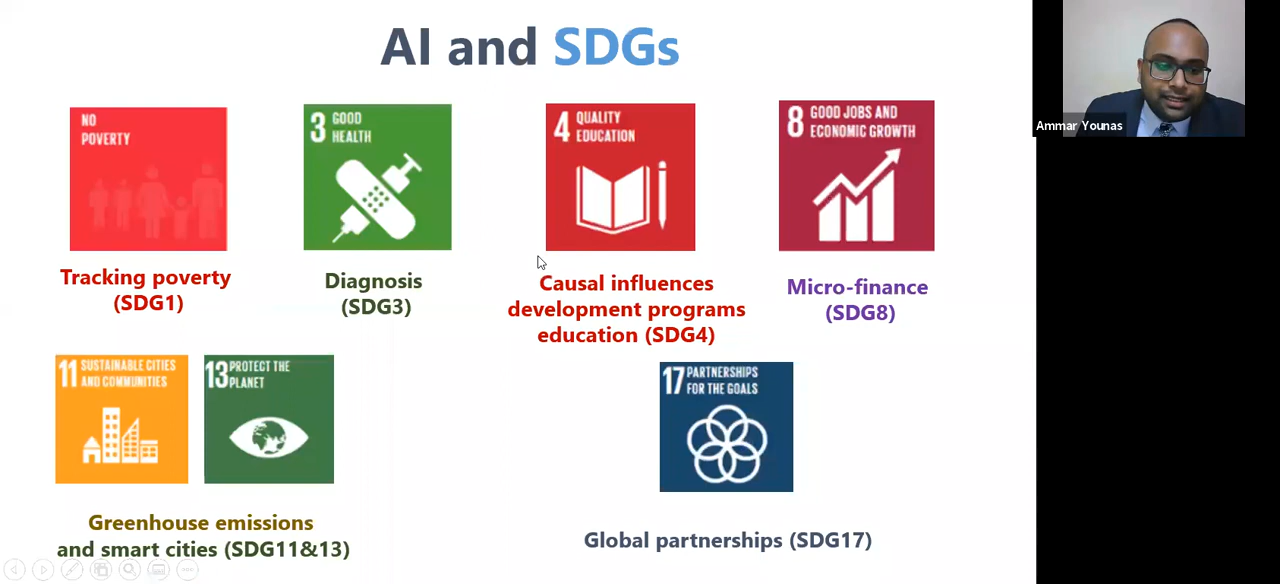 AI and SDGs
Ammar Younas
NO
POVERTY
3 GOOD
HEALTH
4 QUALITY
EDUCATION
8 GOOD JOBS AND
ECONOMIC GROWTH
Tracking poverty
(SDG1)
Diagnosis
(SDG3)
Causal influences
development programs
education (SDG4)
Micro-finance
(SDG8)
11 SUSTAINABLE CITIES
AND COMMUNITIES
13 PROTECT THE
PLANET
17 PARTNERSHIPS
FOR THE GOALS
Greenhouse emissions
and smart cities (SDG11&13)
Global partnerships (SDG17)